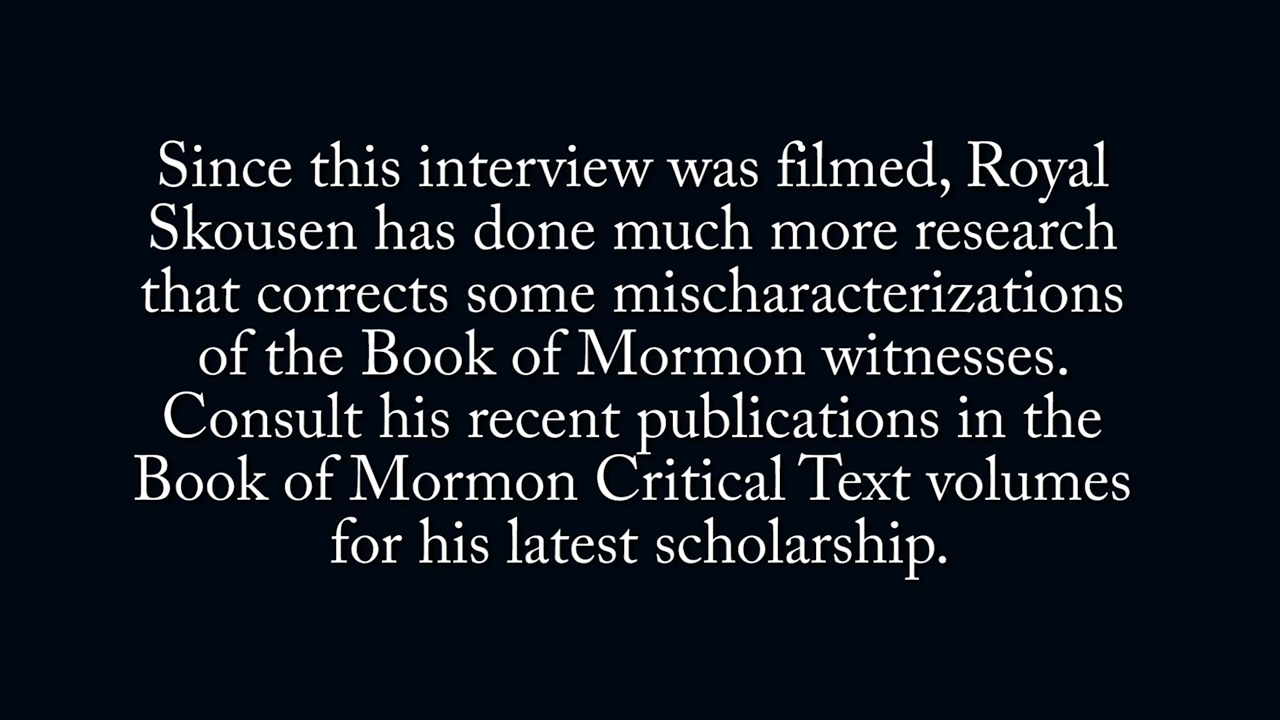 Since this interview was filmed, Royal
Skousen has done much more research
that corrects some mischaracterizations
of the Book of Mormon witnesses.
Consult his recent publications in the
Book of Mormon Critical Text volumes
for his latest scholarship.